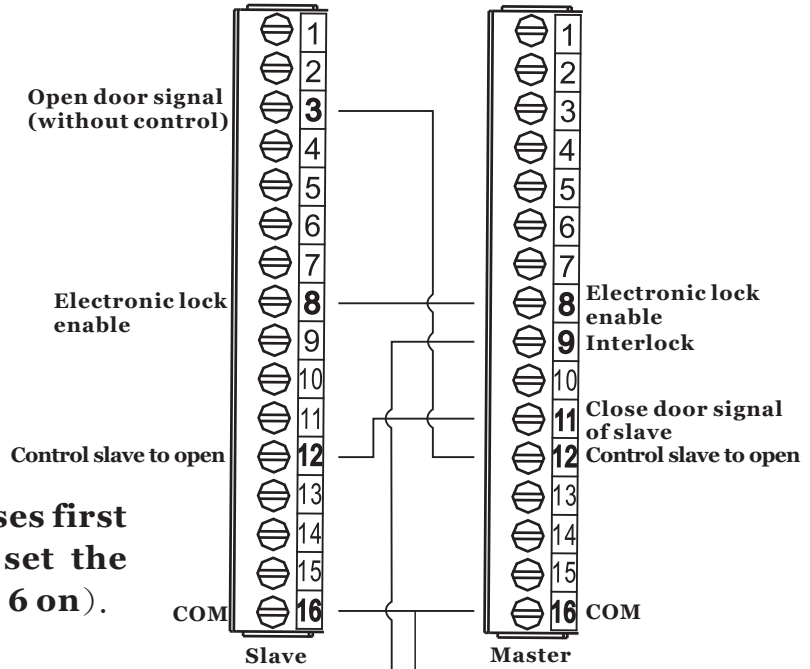 1
2
3
4
5
6
7
8
9
10
11
12
13
14
15
16
Open door signal
(without control)
Electronic lock
enable
Control slave to open
ses first
set the
6 on）.
COM
Slave
1
2
3
4
5
6
7
8
9
10
11
12
13
14
15
16
Electronic lock
enable
Interlock
Close door signal
of slave
Control slave to open
COM
Master